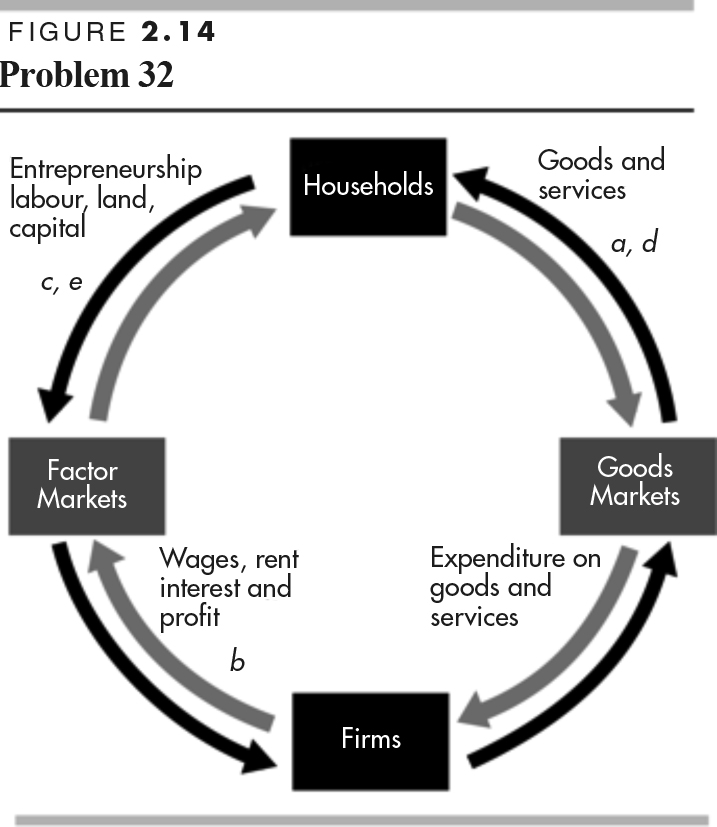 FIGURE 2.14
Problem 32
Households
Entrepreneurship
labour, land,
capital
c, e
Goods and
services
a, d
Factor
Markets
Goods
Markets
Wages, rent
interest and
profit
b
Expenditure on
goods and
services
Firms